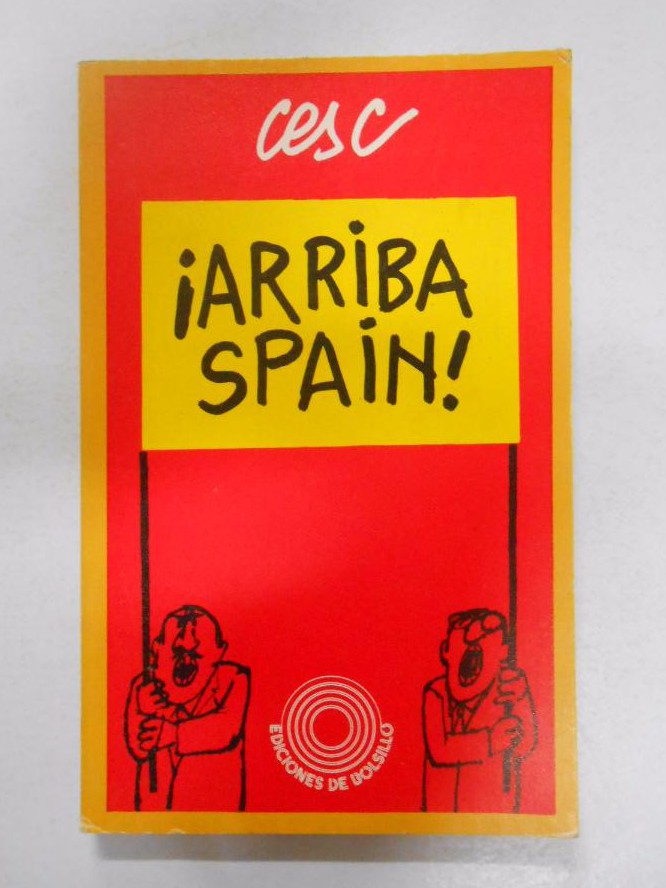 cesc
¡ARRIBA
SPAIN!
EDICIONES DE BOLSILLO